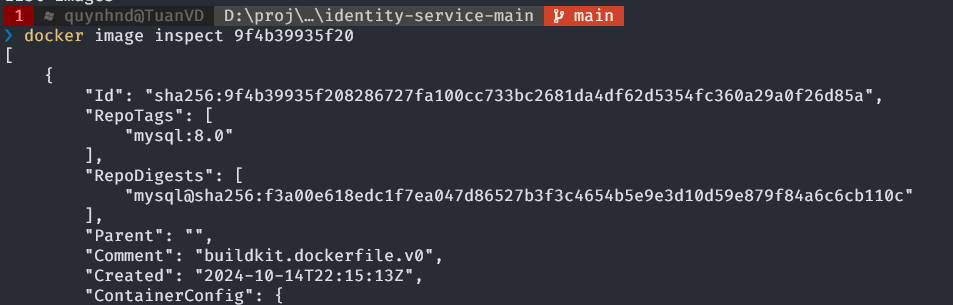 1 quynhnd@TuanVD D:\proj\…\identity-service-main main
❯ docker image inspect 9f4b39935f20
[
    {
        "Id": "sha256:9f4b39935f208286727fa100cc733bc2681da4df62d5354fc360a29a0f26d85a",
        "RepoTags": [
            "mysql:8.0"
        ],
        "RepoDigests": [
            "mysql@sha256:f3a00e618edc1f7ea047d86527b3f3c4654b5e9e3d10d59e879f84a6c6cb110c"
        ],
        "Parent": "",
        "Comment": "buildkit.dockerfile.v0",
        "Created": "2024-10-14T22:15:13Z",
        "ContainerConfig": {